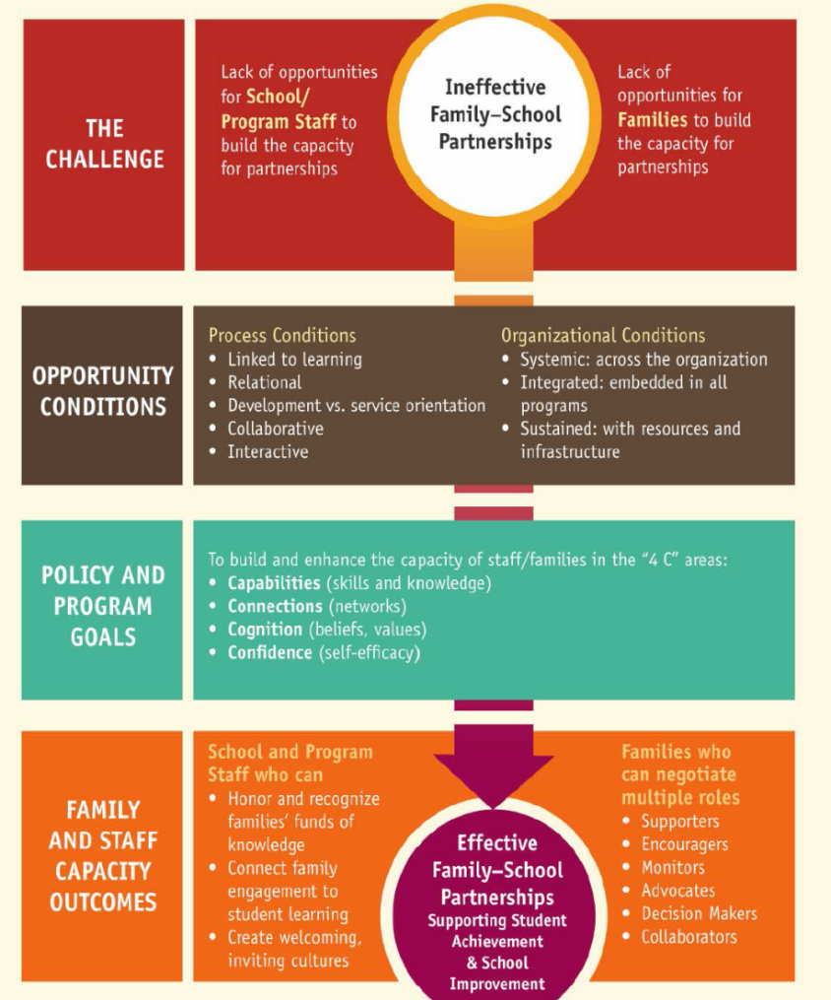 THE
CHALLENGE
Lack of opportunities
for School/
Program Staff to
build the capacity
for partnerships
Ineffective
Family–School
Partnerships
Lack of
opportunities for
Families to build
the capacity for
partnerships
OPPORTUNITY
CONDITIONS
Process Conditions
• Linked to learning
• Relational
• Development vs. service orientation
• Collaborative
• Interactive
Organizational Conditions
• Systemic: across the organization
• Integrated: embedded in all
programs
• Sustained: with resources and
infrastructure
POLICY AND
PROGRAM
GOALS
To build and enhance the capacity of staff/families in the “4 C” areas:
• Capabilities (skills and knowledge)
• Connections (networks)
• Cognition (beliefs, values)
• Confidence (self-efficacy)
FAMILY
AND STAFF
CAPACITY
OUTCOMES
School and Program
Staff who can
• Honor and recognize
families’ funds of
knowledge
• Connect family
engagement to
student learning
• Create welcoming,
inviting cultures
Effective
Family–School
Partnerships
Supporting Student
Achievement
& School
Improvement
Families who
can negotiate
multiple roles
• Supporters
• Encouragers
• Monitors
• Advocates
• Decision Makers
• Collaborators